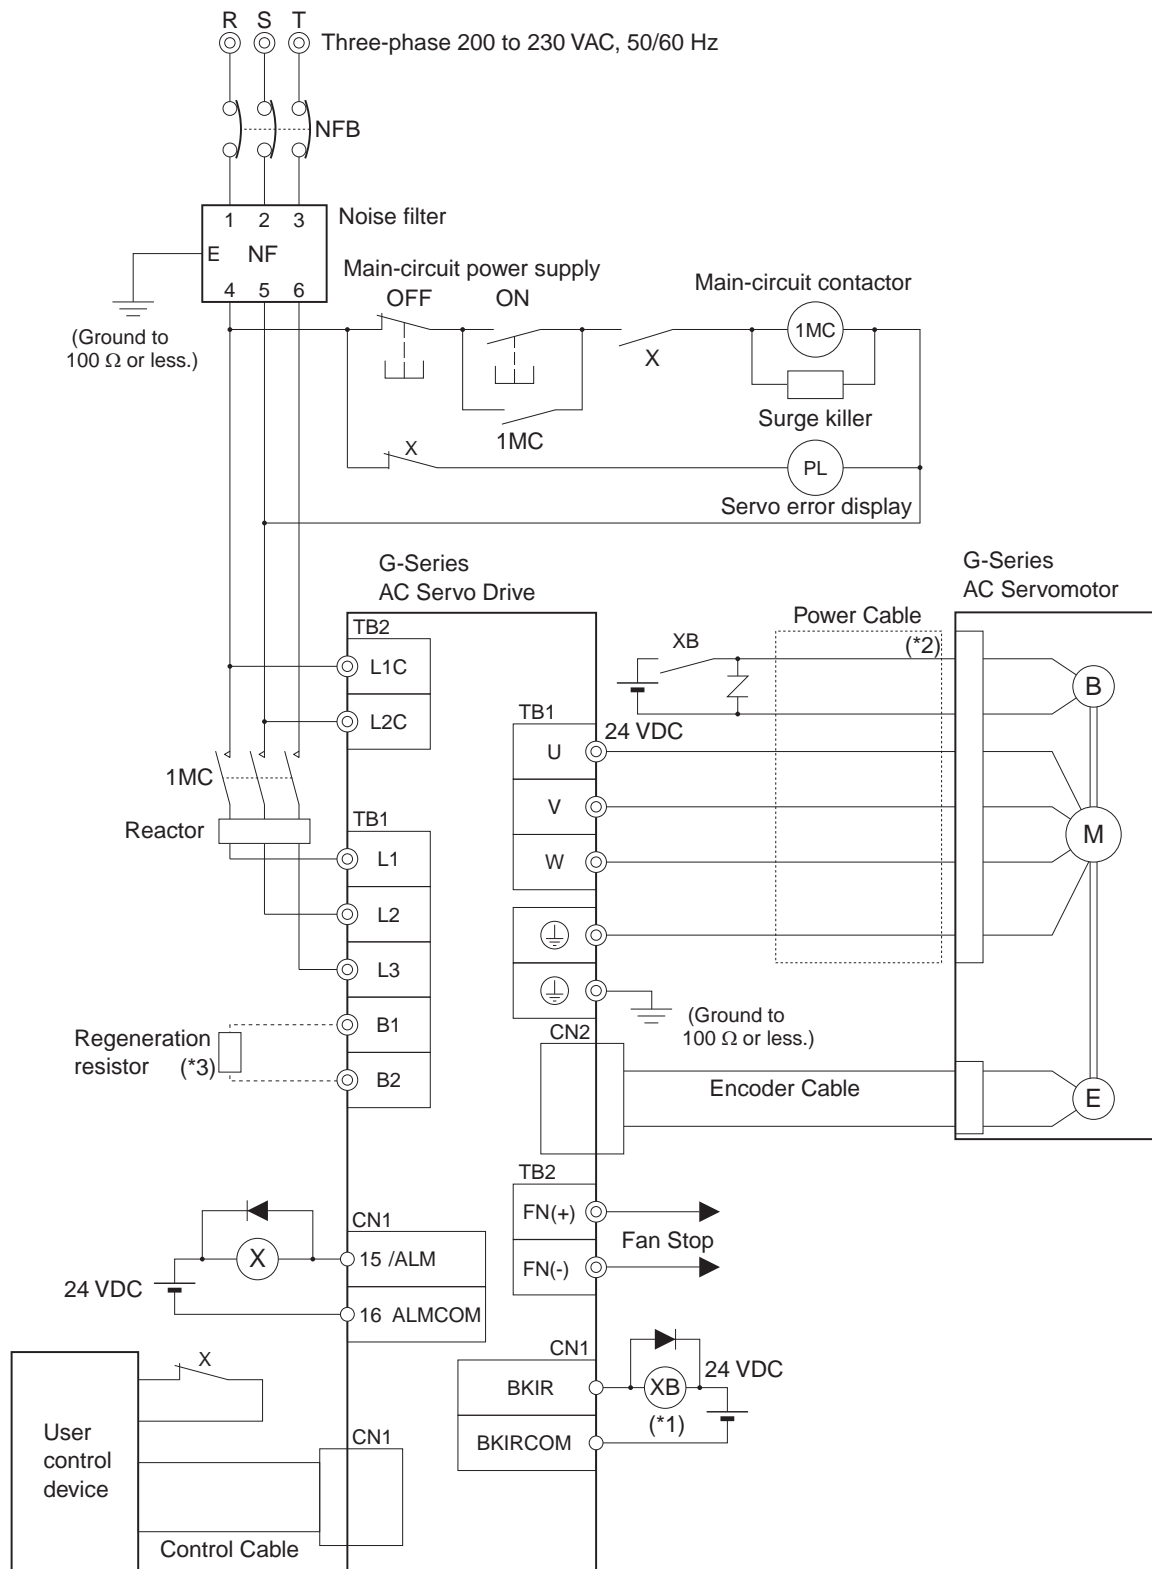 R S T
Three-phase 200 to 230 VAC, 50/60 Hz
NFB
1 2 3
Noise filter
E NF
4 5 6
(Ground to
100 Ω or less.)
Main-circuit power supply
OFF ON
Main-circuit contactor
1MC
X
Surge killer
1MC
X
PL
Servo error display
G-Series
AC Servo Drive
G-Series
AC Servomotor
TB2
L1C
L2C
XB
Power Cable
(*2)
B
24 VDC
TB1
U
V
W
M
1MC
Reactor
TB1
L1
L2
L3
B1
B2
Regeneration
resistor (*3)
(Ground to
100 Ω or less.)
CN2
Encoder Cable
E
TB2
FN(+)
Fan Stop
FN(-)
CN1
X
15 /ALM
24 VDC
16 ALMCOM
CN1
BKIR
XB
24 VDC
(*1)
BKIRCOM
X
User
control
device
CN1
Control Cable